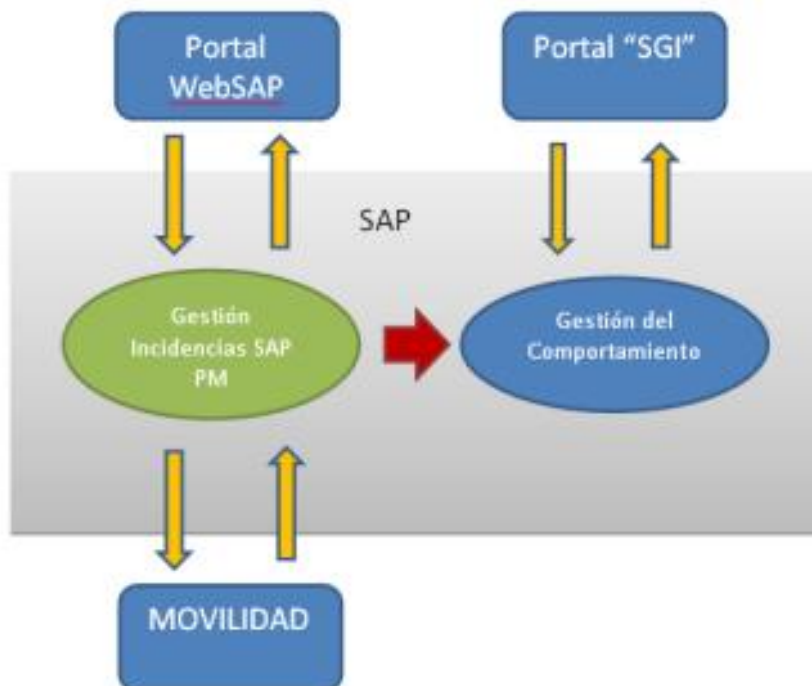 Portal
WebSAP
Portal “SGI”
SAP
Gestión
Incidencias SAP
PM
Gestión del
Comportamiento
MOVILIDAD